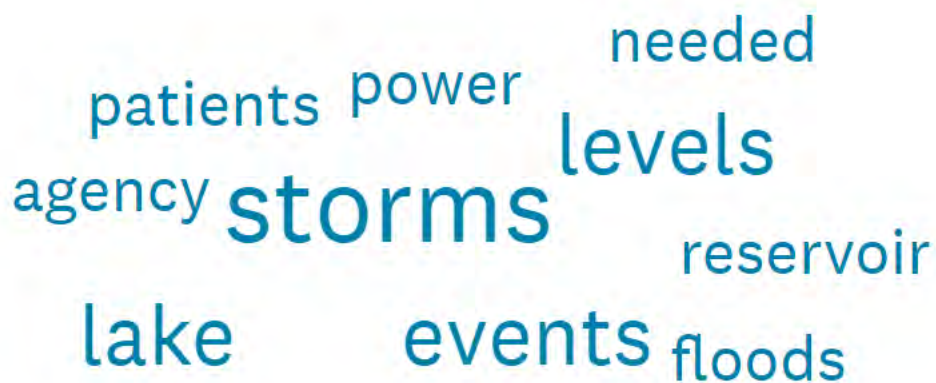 needed
patients power
levels
agency storms
reservoir
lake events floods